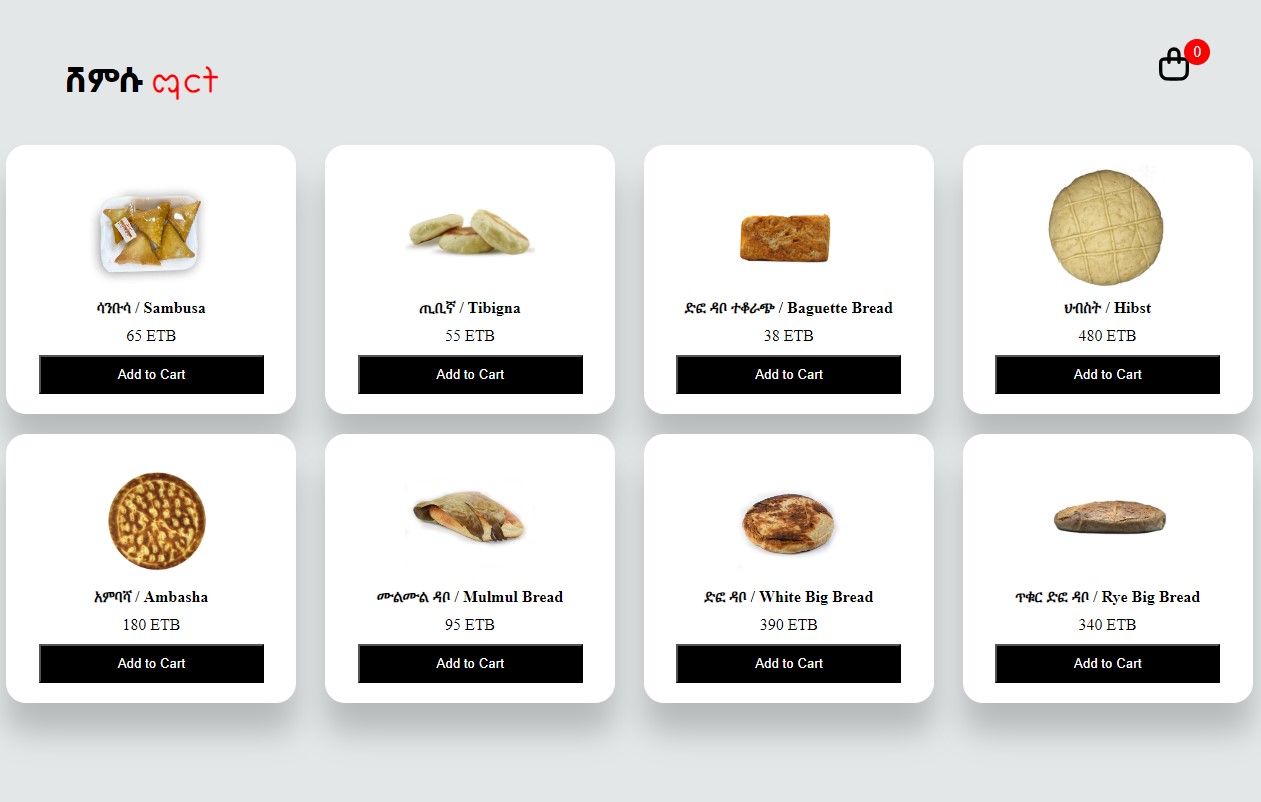 ሽምሱ ጫርት
0
ሳንቡሳ / Sambusa
65 ETB
Add to Cart
ጢቢኛ / Tibigna
55 ETB
Add to Cart
ድፎ ዳቦ ተቆራጭ / Baguette Bread
38 ETB
Add to Cart
ህብስት / Hibst
480 ETB
Add to Cart
አምባሻ / Ambasha
180 ETB
Add to Cart
ሙልሙል ዳቦ / Mulmul Bread
95 ETB
Add to Cart
ድፎ ዳቦ / White Big Bread
390 ETB
Add to Cart
ጥቁር ድፎ ዳቦ / Rye Big Bread
340 ETB
Add to Cart